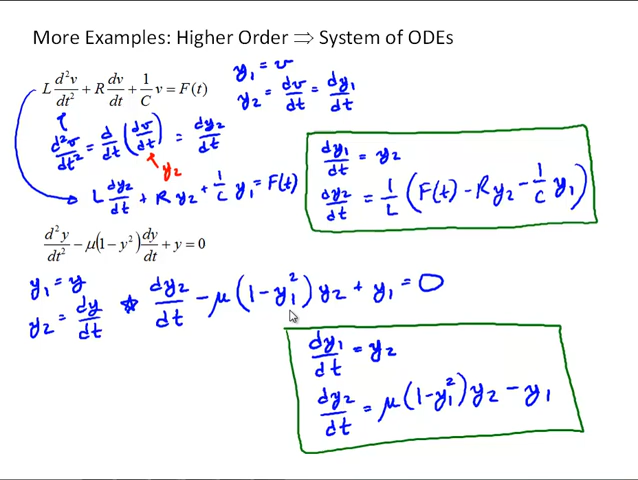 More Examples: Higher Order ⇒ System of ODEs
L d²v/dt² + R dv/dt + 1/C v = F(t)
y₁ = v
y₂ = dv/dt = dy₁/dt
d²v/dt² = d/dt (dv/dt) = dy₂/dt
y₂
L dy₂/dt + R y₂ + 1/C y₁ = F(t)
dy₁/dt = y₂
dy₂/dt = 1/L (F(t) - Ry₂ - 1/C y₁)
d²y/dt² - μ(1 - y²) dy/dt + y = 0
y₁ = y
y₂ = dy/dt
dy₂/dt - μ(1 - y₁²) y₂ + y₁ = 0
dy₁/dt = y₂
dy₂/dt = μ(1 - y₁²) y₂ - y₁